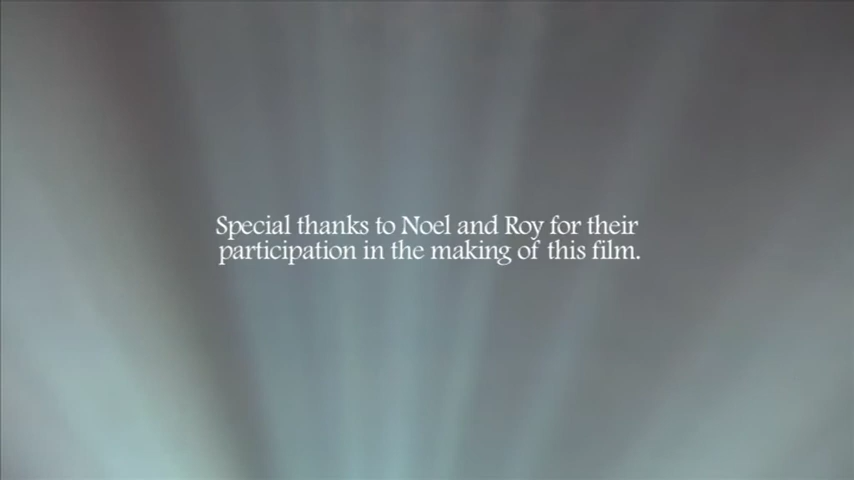 Special thanks to Noel and Roy for their
participation in the making of this film.